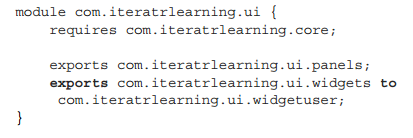 module com.iteratrlearning.ui {
    requires com.iteratrlearning.core;

    exports com.iteratrlearning.ui.panels;
    exports com.iteratrlearning.ui.widgets to
     com.iteratrlearning.ui.widgetuser;
}